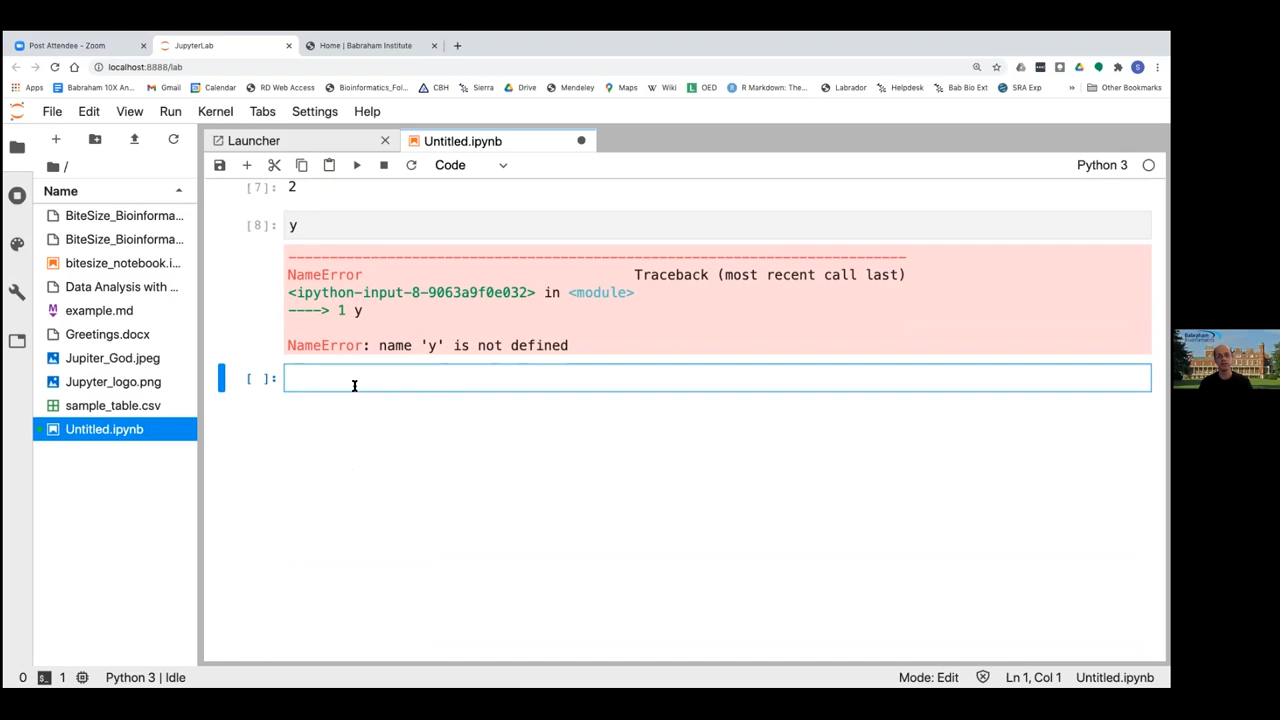 Post Attendee - Zoom
JupyterLab
Home | Babraham Institute
localhost:8888/lab
Apps
Babraham 10X An...
Gmail
Calendar
RD Web Access
Bioinformatics_Fol...
CBH
Sierra
Drive
Mendeley
Maps
Wiki
OED
R Markdown: The...
Labrador
Helpdesk
Bab Bio Ext
SRA Exp
»
Other Bookmarks
File Edit View Run Kernel Tabs Settings Help
Launcher
Untitled.ipynb
/
Code
Python 3
Name
BiteSize_Bioinforma...
BiteSize_Bioinforma...
bitesize_notebook.i...
Data Analysis with ...
example.md
Greetings.docx
Jupiter_God.jpeg
Jupyter_logo.png
sample_table.csv
Untitled.ipynb
[7]: 2
[8]: y
---------------------------------------------------------------------------
NameError Traceback (most recent call last)
<ipython-input-8-9063a9f0e032> in <module>
----> 1 y
NameError: name 'y' is not defined
[ ]:
0 1 Python 3 | Idle
Mode: Edit
Ln 1, Col 1
Untitled.ipynb